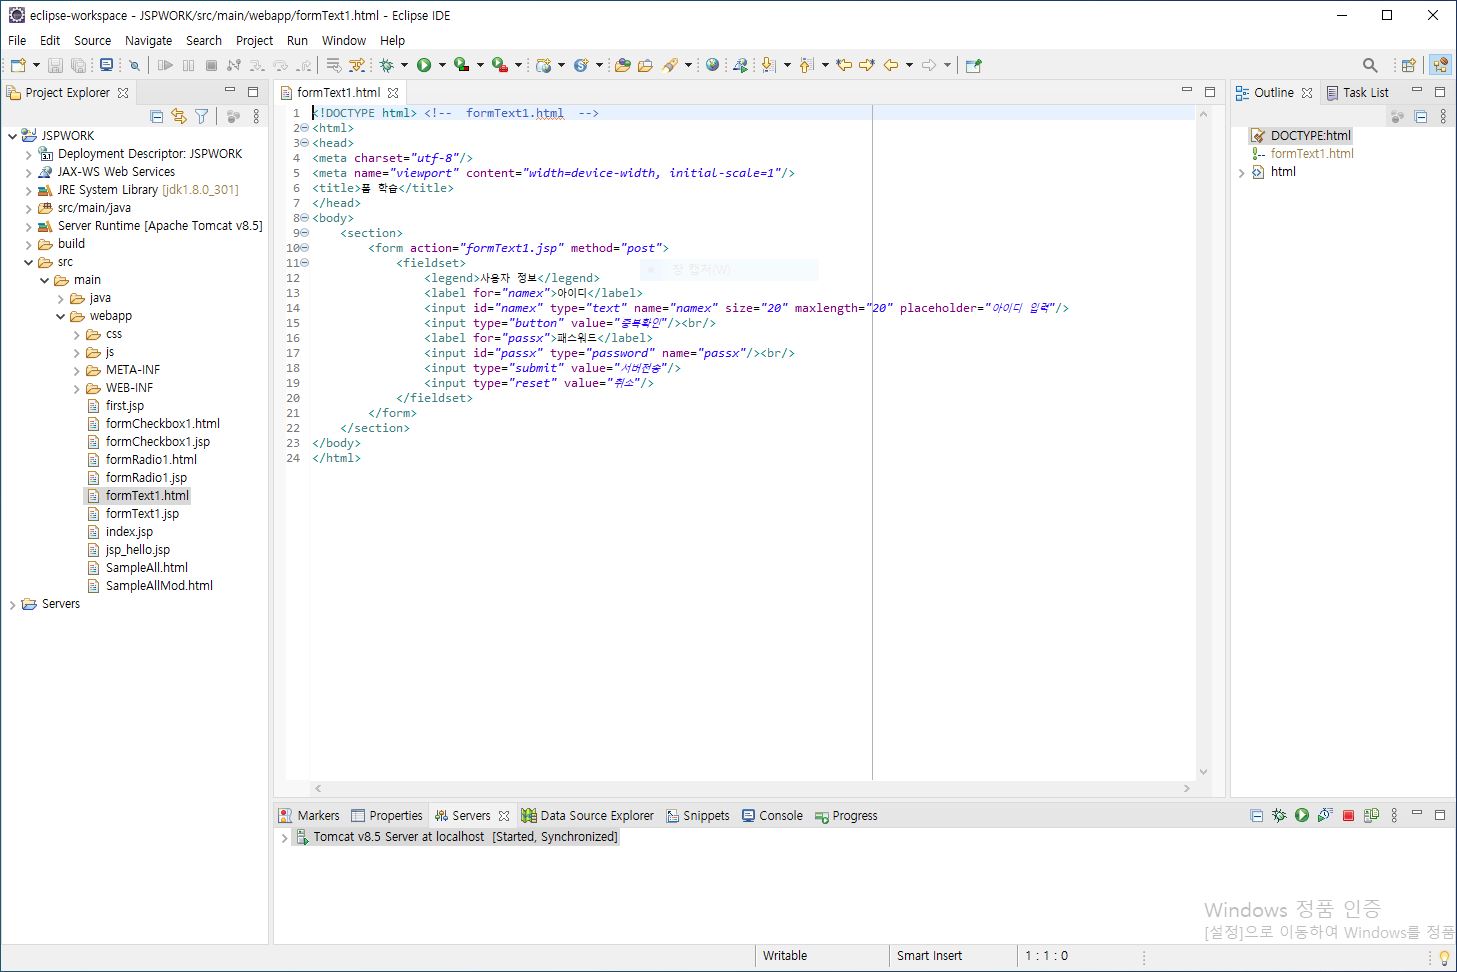 eclipse-workspace - JSPWORK/src/main/webapp/formText1.html - Eclipse IDE
File Edit Source Navigate Search Project Run Window Help
Project Explorer
JSPWORK
Deployment Descriptor: JSPWORK
JAX-WS Web Services
JRE System Library [jdk1.8.0_301]
src/main/java
Server Runtime [Apache Tomcat v8.5]
build
src
main
java
webapp
css
js
META-INF
WEB-INF
first.jsp
formCheckbox1.html
formCheckbox1.jsp
formRadio1.html
formRadio1.jsp
formText1.html
formText1.jsp
index.jsp
jsp_hello.jsp
SampleAll.html
SampleAllMod.html
Servers
formText1.html
1 <!DOCTYPE html> <!--  formText1.html  -->
2 <html>
3 <head>
4 <meta charset="utf-8"/>
5 <meta name="viewport" content="width=device-width, initial-scale=1"/>
6 <title>폼 학습</title>
7 </head>
8 <body>
9 <section>
10 <form action="formText1.jsp" method="post">
11 <fieldset>
12 <legend>사용자 정보</legend>
13 <label for="namex">아이디</label>
14 <input id="namex" type="text" name="namex" size="20" maxlength="20" placeholder="아이디 입력"/>
15 <input type="button" value="중복확인"/><br/>
16 <label for="passx">패스워드</label>
17 <input id="passx" type="password" name="passx"/><br/>
18 <input type="submit" value="서버전송"/>
19 <input type="reset" value="취소"/>
20 </fieldset>
21 </form>
22 </section>
23 </body>
24 </html>
창 캡처(W)
Outline Task List
DOCTYPE:html
formText1.html
html
Markers Properties Servers Data Source Explorer Snippets Console Progress
Tomcat v8.5 Server at localhost [Started, Synchronized]
Windows 정품 인증
[설정]으로 이동하여 Windows를 정품
Writable Smart Insert 1 : 1 : 0